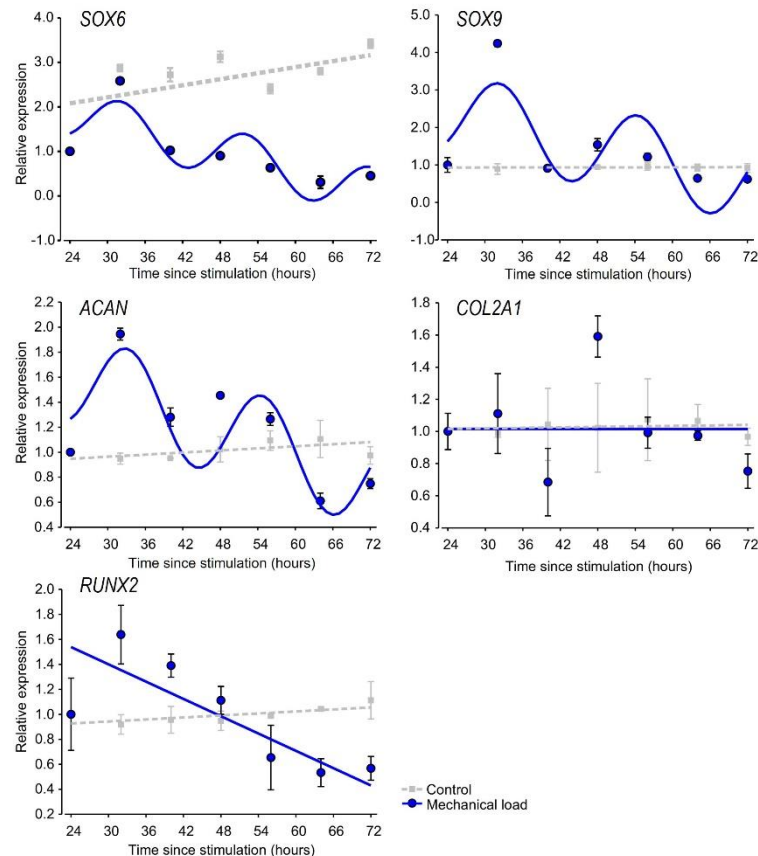 SOX6
4.0
3.0
2.0
1.0
0.0
-1.0
Relative expression
24 30 36 42 48 54 60 66 72
Time since stimulation (hours)
SOX9
5.0
4.0
3.0
2.0
1.0
0.0
-1.0
24 30 36 42 48 54 60 66 72
Time since stimulation (hours)
ACAN
2.2
2.0
1.8
1.6
1.4
1.2
1.0
0.8
0.6
0.4
Relative expression
24 30 36 42 48 54 60 66 72
Time since stimulation (hours)
COL2A1
1.8
1.6
1.4
1.2
1.0
0.8
0.6
0.4
24 30 36 42 48 54 60 66 72
Time since stimulation (hours)
RUNX2
2.0
1.8
1.6
1.4
1.2
1.0
0.8
0.6
0.4
0.2
Relative expression
24 30 36 42 48 54 60 66 72
Time since stimulation (hours)
Control
Mechanical load